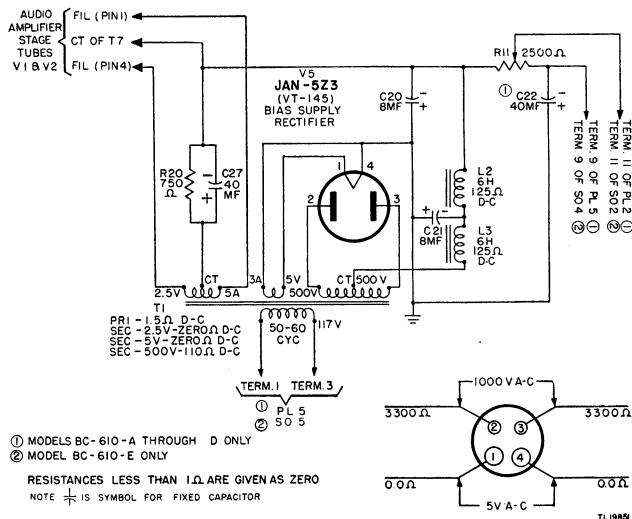 AUDIO
AMPLIFIER
STAGE
TUBES
V1 & V2
FIL (PIN1)
CT OF T7
FIL (PIN4)
V5
JAN-5Z3
(VT-145)
BIAS SUPPLY
RECTIFIER
R20
750
Ω
C27
40
MF
C20
8MF
R11
2500Ω
①
C22
40MF
TERM. 9 OF PL 5 ①
TERM. 9 OF SO 4 ②
TERM. 11 OF PL 2 ①
TERM. 11 OF SO 2 ②
1
4
2
3
L2
6H
125Ω
D-C
C21
8MF
L3
6H
125Ω
D-C
2.5V
CT
5A
3A
5V
500V
CT
500V
T1
PRI -1.5Ω D-C
SEC -2.5V-ZEROΩ D-C
SEC -5V-ZEROΩ D-C
SEC -500V-110Ω D-C
50-60
CYC
117V
TERM.1
TERM.3
① PL 5
② SO 5
1000V A-C
3300Ω
3300Ω
② ③
① ④
0.0Ω
0.0Ω
5V A-C
① MODELS BC-610-A THROUGH D ONLY
② MODEL BC-610-E ONLY
RESISTANCES LESS THAN 1Ω ARE GIVEN AS ZERO
NOTE IS SYMBOL FOR FIXED CAPACITOR